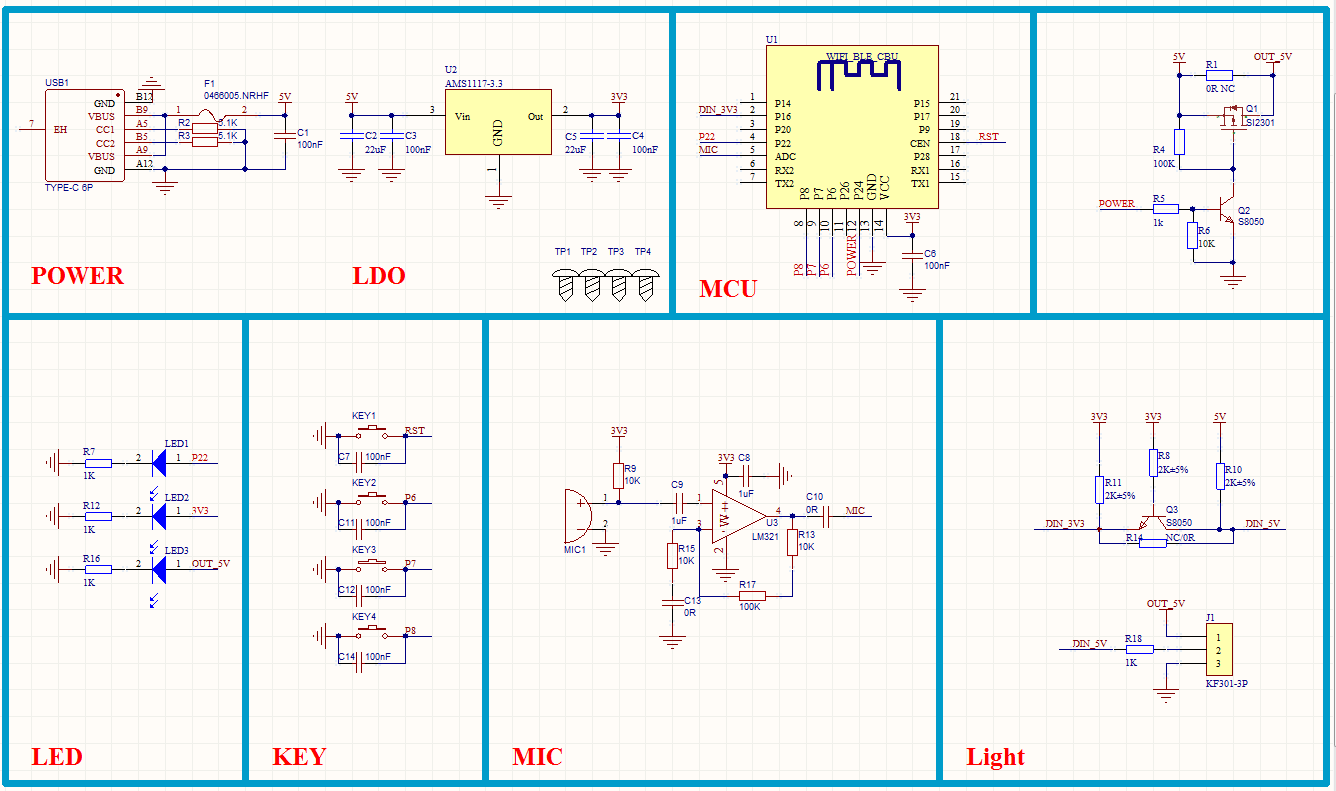 USB1
7
EH
GND
VBUS
CC1
CC2
VBUS
GND
B12
B9
A5
B5
A9
A12
TYPE-C 6P
F1
0466005.NRHF
1
2
R2
5.1K
R3
5.1K
5V
C1
100nF
POWER
U2
AMS1117-3.3
5V
3
Vin
Out
2
GND
1
3V3
C2
22uF
C3
100nF
C5
22uF
C4
100nF
TP1 TP2 TP3 TP4
LDO
U1
WIFI_BLE_CBU
DIN_3V3
P22
MIC
1 P14
2 P16
3 P20
4 P22
5 ADC
6 RX2
7 TX2
P15 21
P17 20
P9 19
CEN 18
P28 17
RX1 16
TX1 15
RST
P8
P7
P6
P26
P24
GND
VCC
8
9
10
11
12
13
14
P8
P7
P6
POWER
3V3
C6
100nF
MCU
5V
OUT_5V
R1
0R NC
Q1
SI2301
R4
100K
POWER
R5
1k
Q2
S8050
R6
10K
R7
1K
2
LED1
1
P22
R12
1K
2
LED2
1
3V3
R16
1K
2
LED3
1
OUT_5V
LED
KEY1
RST
C7
100nF
KEY2
P6
C11
100nF
KEY3
P7
C12
100nF
KEY4
P8
C14
100nF
KEY
3V3
R9
10K
1
2
MIC1
C9
1uF
3V3
C8
1uF
5
1
3
2
4
V+
V-
U3
LM321
C10
0R
MIC
R13
10K
R15
10K
R17
100K
C13
0R
MIC
3V3
3V3
5V
R8
2K±5%
R10
2K±5%
R11
2K±5%
Q3
S8050
DIN_3V3
DIN_5V
R14
NC/0R
OUT_5V
J1
DIN_5V
R18
1K
1
2
3
KF301-3P
Light